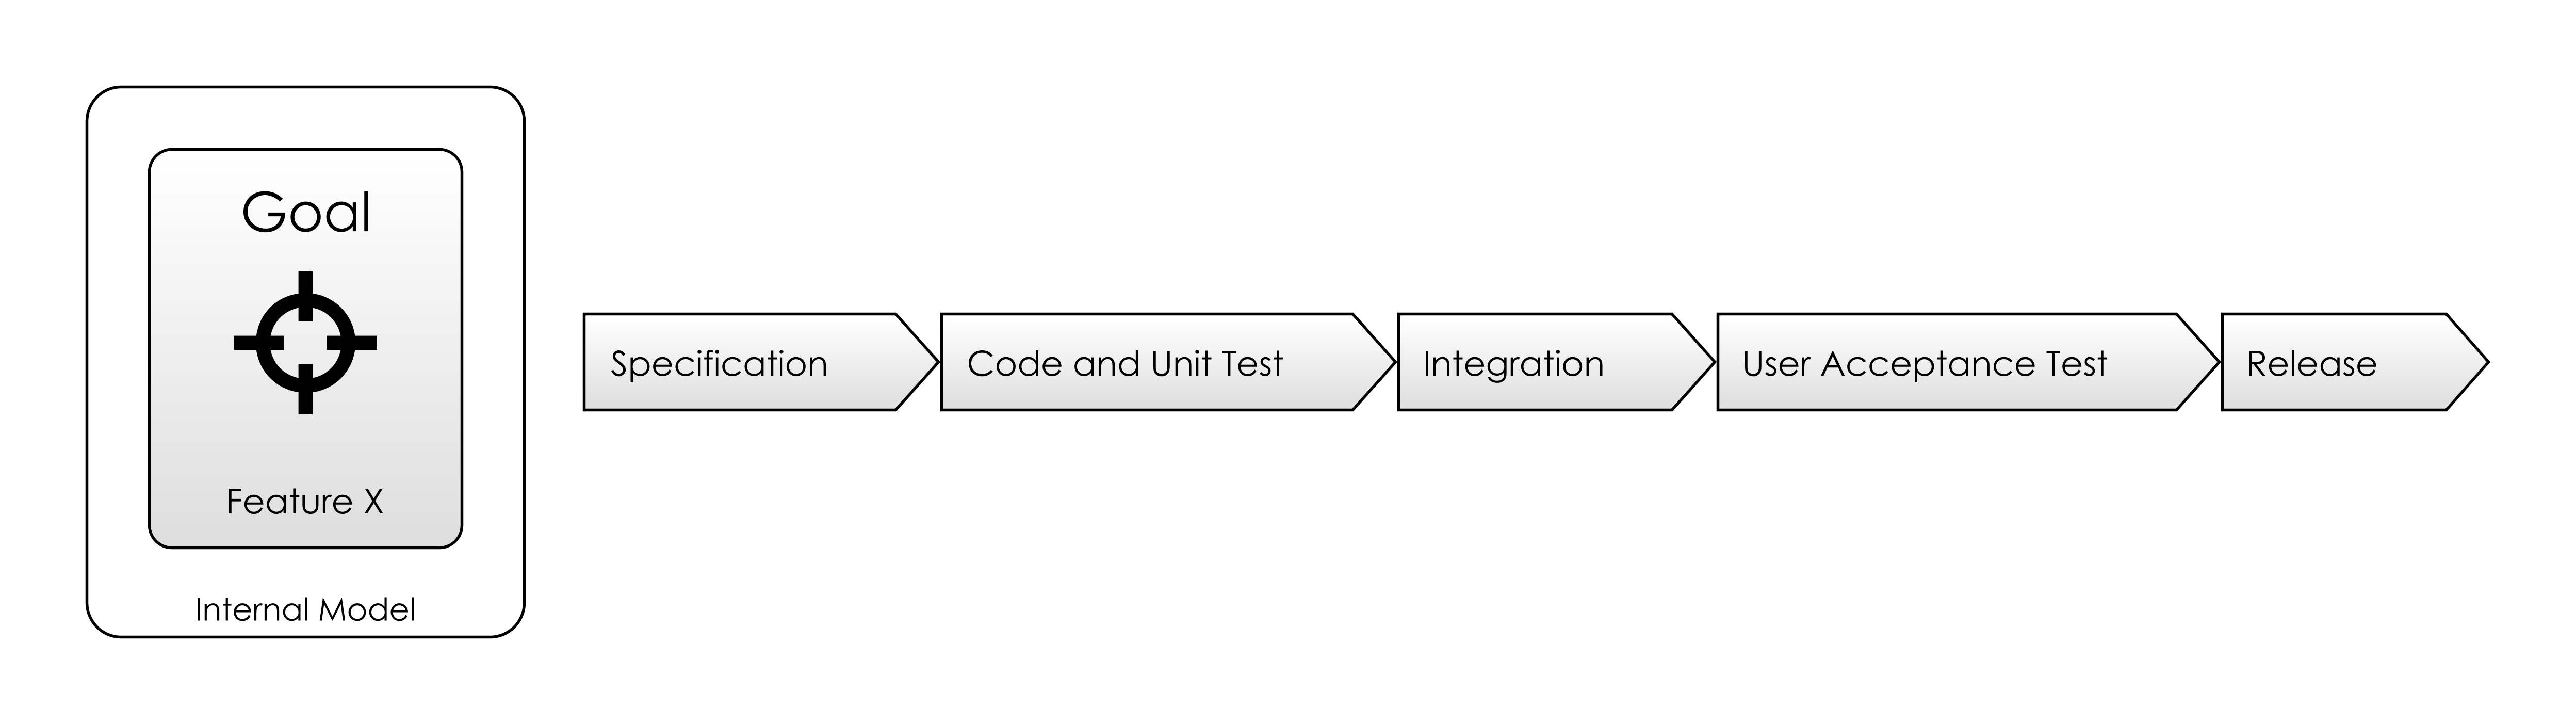 Goal
Feature X
Internal Model
Specification
Code and Unit Test
Integration
User Acceptance Test
Release